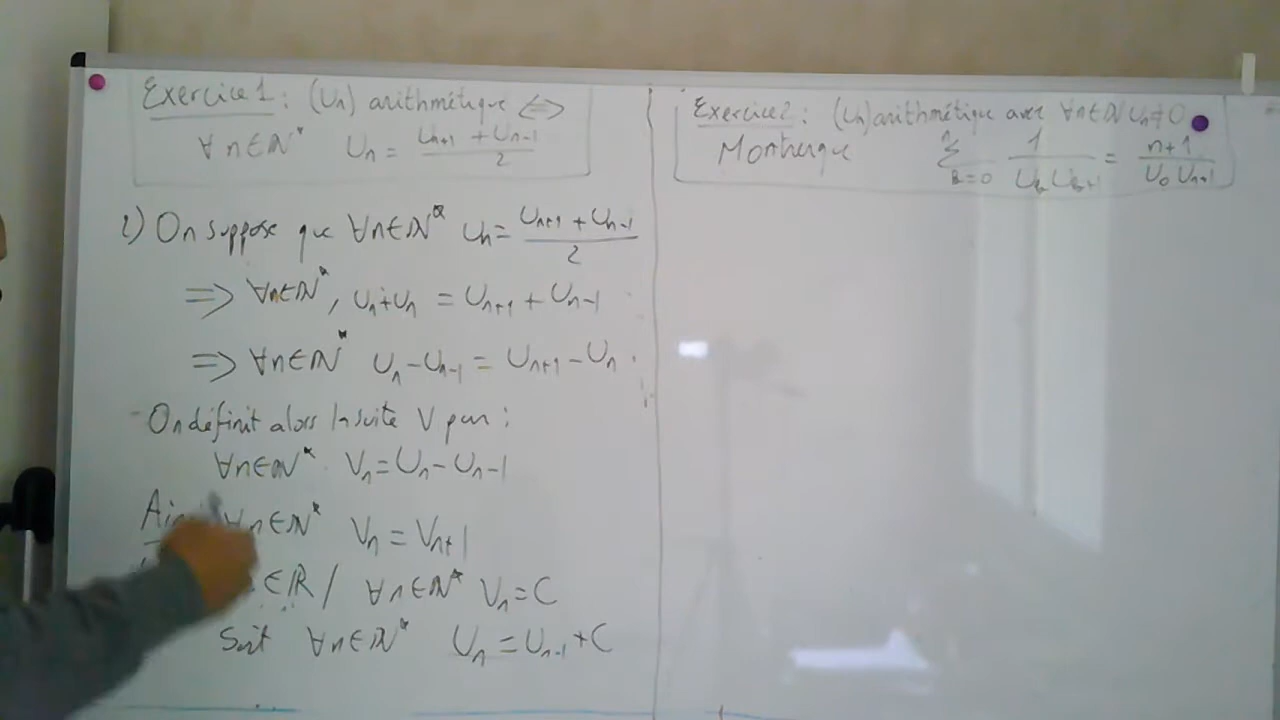 Exercice 1 : (Un) arithmétique ⇔
∀n∈ℕ* Un = (Un+1 + Un-1)/2
2) On suppose que ∀n∈ℕ* Un = (Un+1 + Un-1)/2
⇒ ∀n∈ℕ*, Un+Un = Un+1 + Un-1
⇒ ∀n∈ℕ* Un - Un-1 = Un+1 - Un.
On définit alors la suite V par :
∀n∈ℕ* Vn = Un - Un-1
∀n∈ℕ* Vn = Vn+1
∈ℝ / ∀n∈ℕ* Vn = C
Soit ∀n∈ℕ* Un = Un-1 + C
Exercice 2 : (Un) arithmétique avec ∀n∈ℕ Un≠0
Montrer que ∑_{k=0}^{n} 1/(Uk Uk+1) = (n+1)/(U0 Un+1)